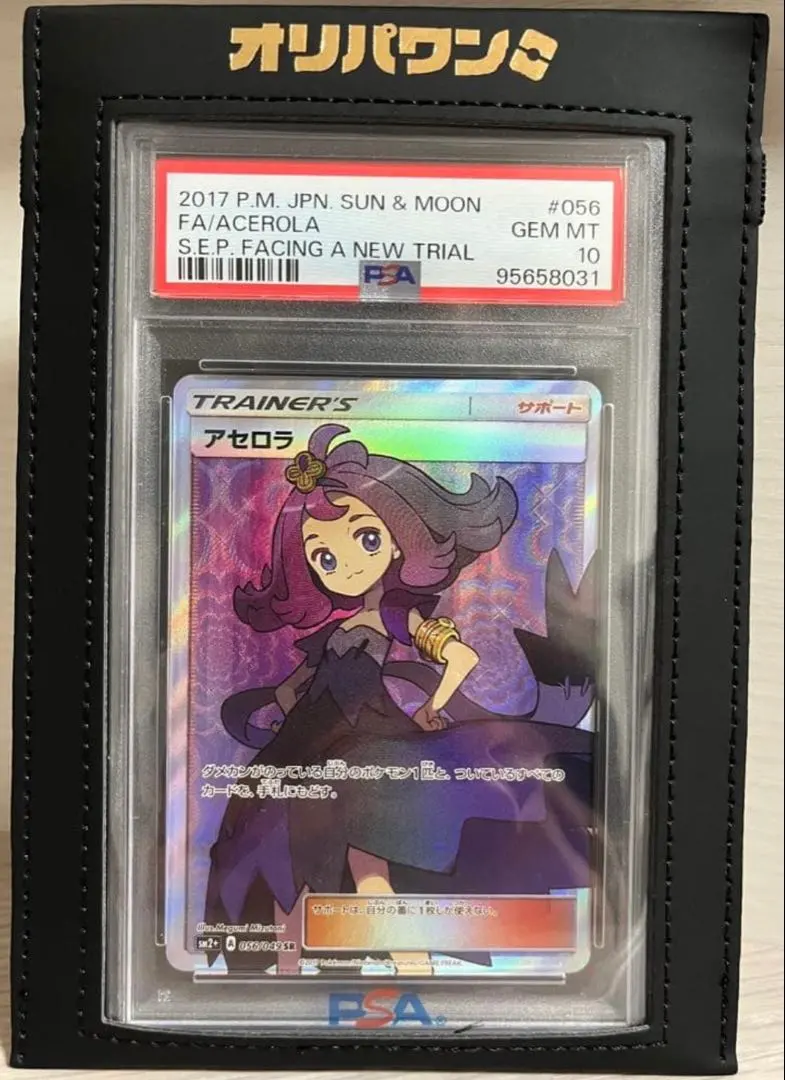 オリパワン
2017 P.M. JPN. SUN & MOON #056
FA/ACEROLA GEM MT
S.E.P. FACING A NEW TRIAL 10
PSA 95658031
TRAINER'S サポート
アセロラ
ダメカンがのっている自分のポケモン1匹と、ついているすべての
カードを、手札にもどす。
サポートは、自分の番に1枚しか使えない。
Illus. Megumi Mizutani
SM2+ A 056/049 SR
PSA